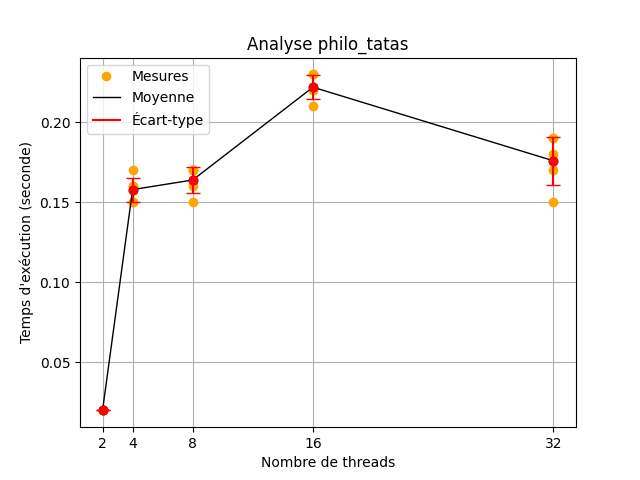 Analyse philo_tatas
Mesures
Moyenne
Écart-type
Temps d'exécution (seconde)
0.20
0.15
0.10
0.05
2 4 8 16 32
Nombre de threads